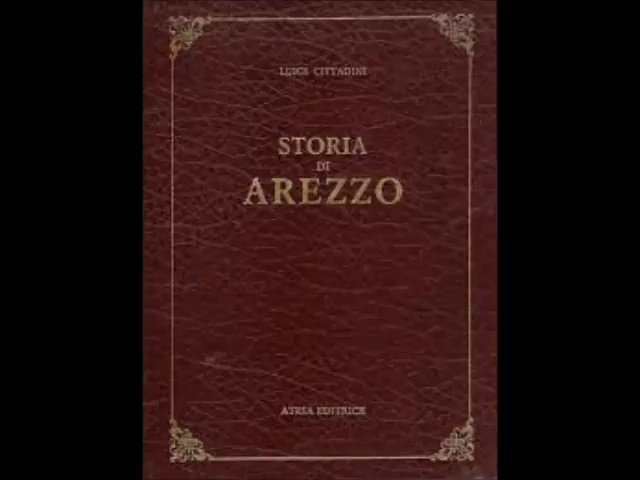 LUIGI CITTADINI
STORIA
DI
AREZZO
ATESA EDITRICE